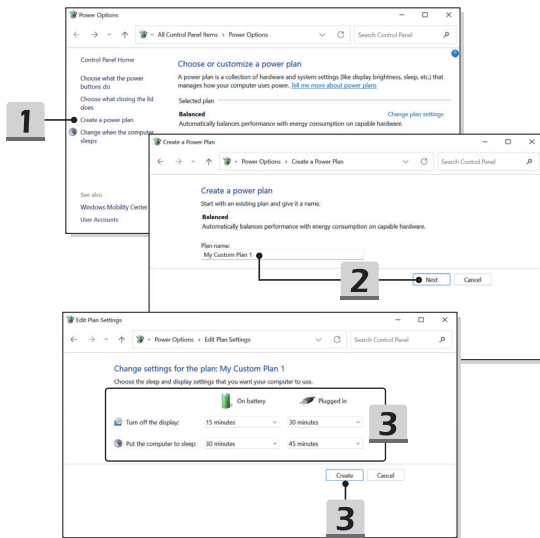 Power Options
All Control Panel Items > Power Options
Search Control Panel
Control Panel Home
Choose what the power
buttons do
Choose what closing the lid
does
Create a power plan
Change when the computer
sleeps
See also
Windows Mobility Center
User Accounts
Choose or customize a power plan
A power plan is a collection of hardware and system settings (like display brightness, sleep, etc.) that
manages how your computer uses power. Tell me more about power plans
Selected plan
Balanced
Change plan settings
Automatically balances performance with energy consumption on capable hardware.
1
Create a Power Plan
Power Options > Create a Power Plan
Search Control Panel
Create a power plan
Start with an existing plan and give it a name.
Balanced
Automatically balances performance with energy consumption on capable hardware.
Plan name:
My Custom Plan 1
2
Next
Cancel
Edit Plan Settings
Power Options > Edit Plan Settings
Search Control Panel
Change settings for the plan: My Custom Plan 1
Choose the sleep and display settings that you want your computer to use.
On battery
Plugged in
Turn off the display:
15 minutes
30 minutes
Put the computer to sleep:
30 minutes
45 minutes
3
Create
Cancel
3